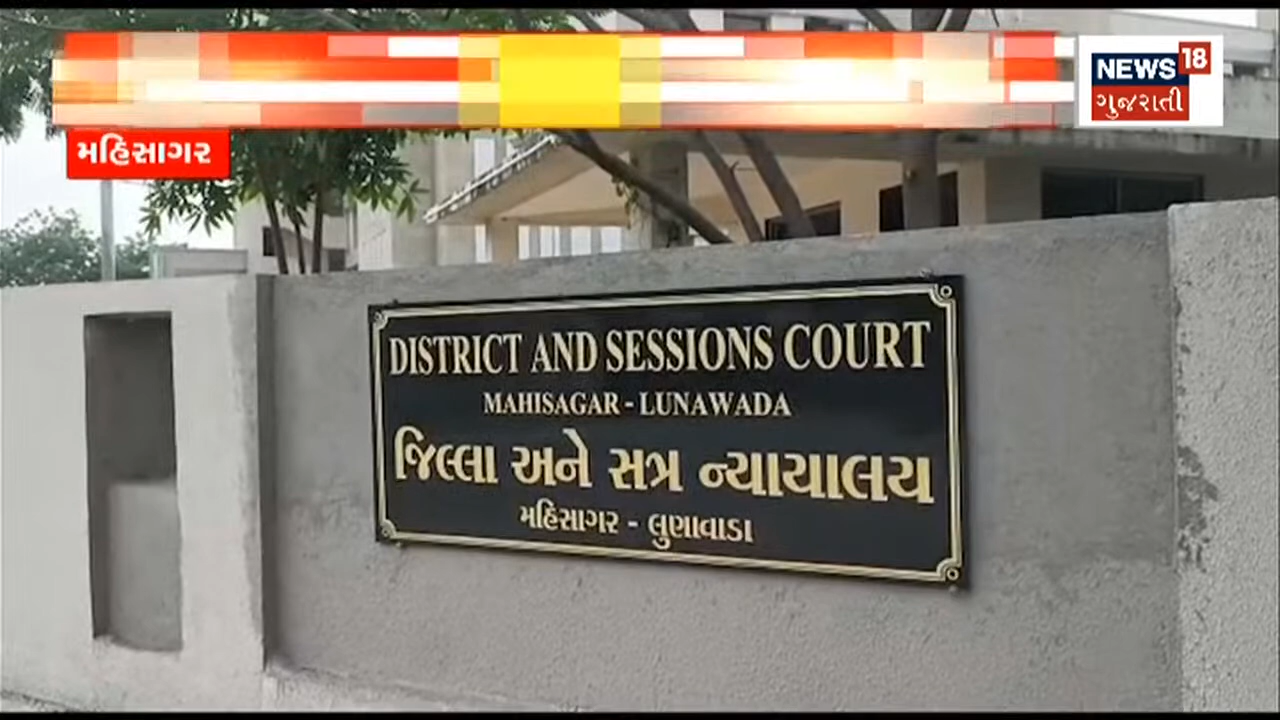 NEWS 18
ગુજરાતી
મહિસાગર
DISTRICT AND SESSIONS COURT
MAHISAGAR - LUNAWADA
જિલ્લા અને સત્ર ન્યાયાલય
મહિસાગર - લુણાવાડા